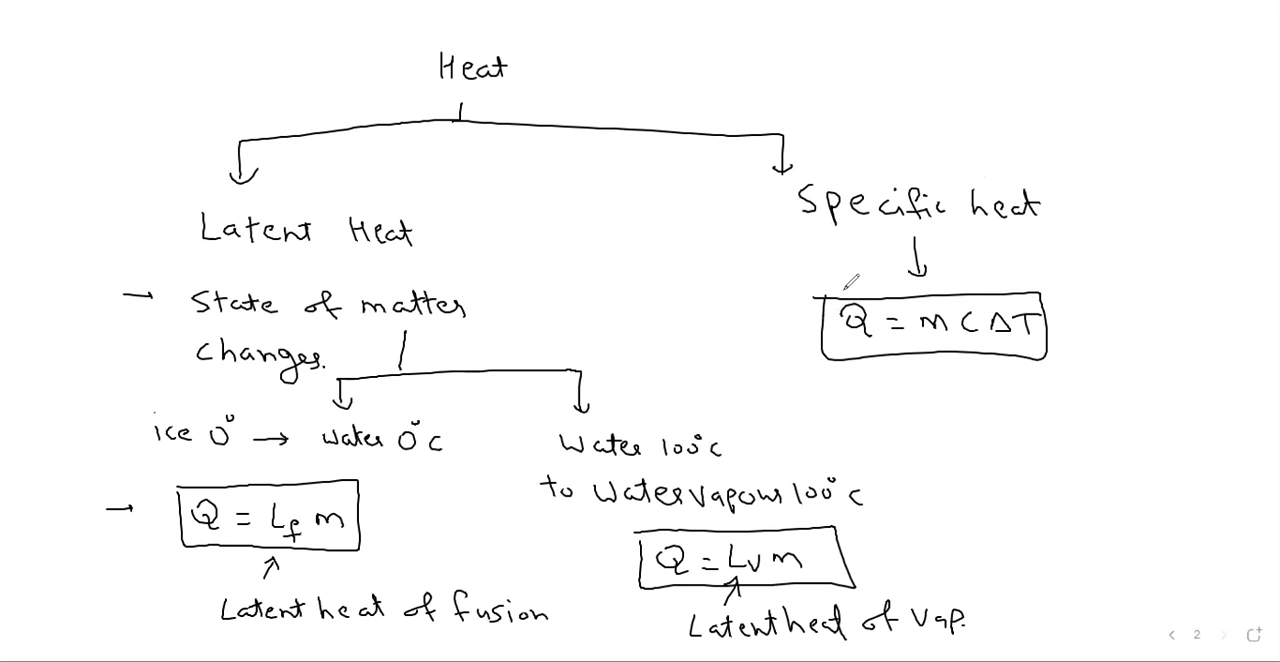 Heat
Latent Heat
Specific heat
→ State of matter
changes.
Q = m C Δ T
ice 0° → water 0°C
Water 100°C
to Water vapour 100°C
→ Q = Lf m
Q = Lv m
Latent heat of fusion
Latent heat of vap.
2